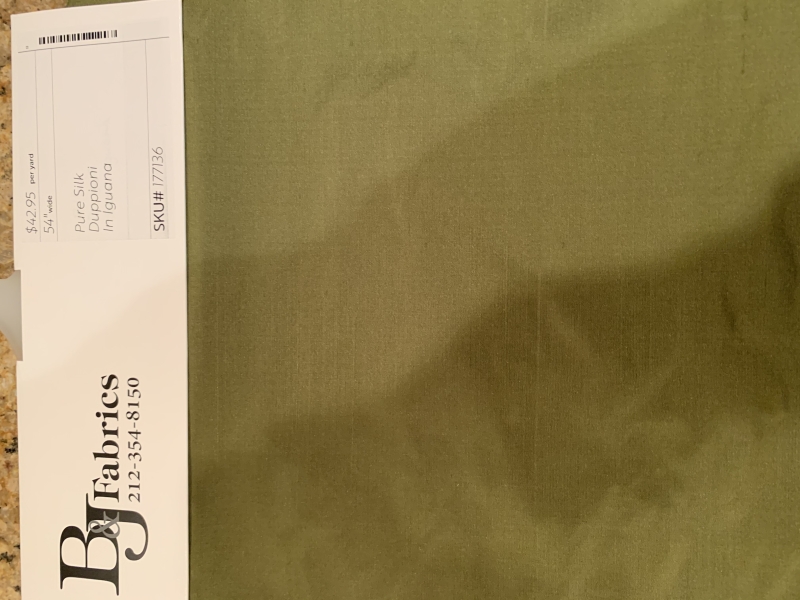 $42.95 per yard
54" wide
Pure Silk
Duppioni
In Iguana
SKU# 177136
B&J Fabrics
212-354-8150